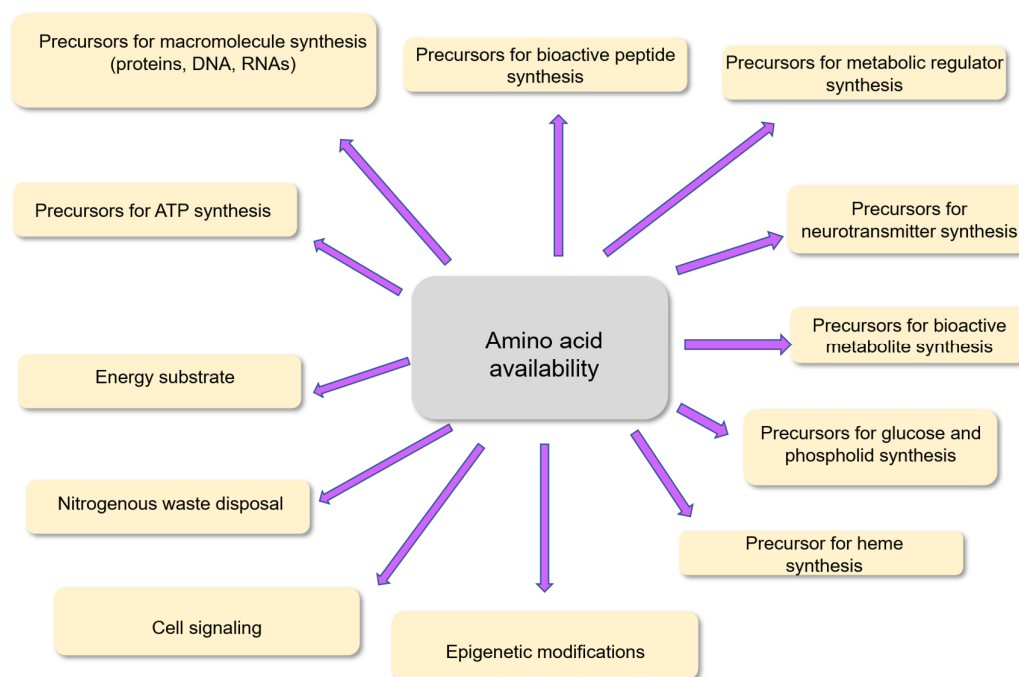 Precursors for macromolecule synthesis
(proteins, DNA, RNAs)
Precursors for bioactive peptide
synthesis
Precursors for metabolic regulator
synthesis
Precursors for ATP synthesis
Precursors for
neurotransmitter synthesis
Amino acid
availability
Precursors for bioactive
metabolite synthesis
Energy substrate
Precursors for glucose and
phospholid synthesis
Nitrogenous waste disposal
Precursor for heme
synthesis
Cell signaling
Epigenetic modifications